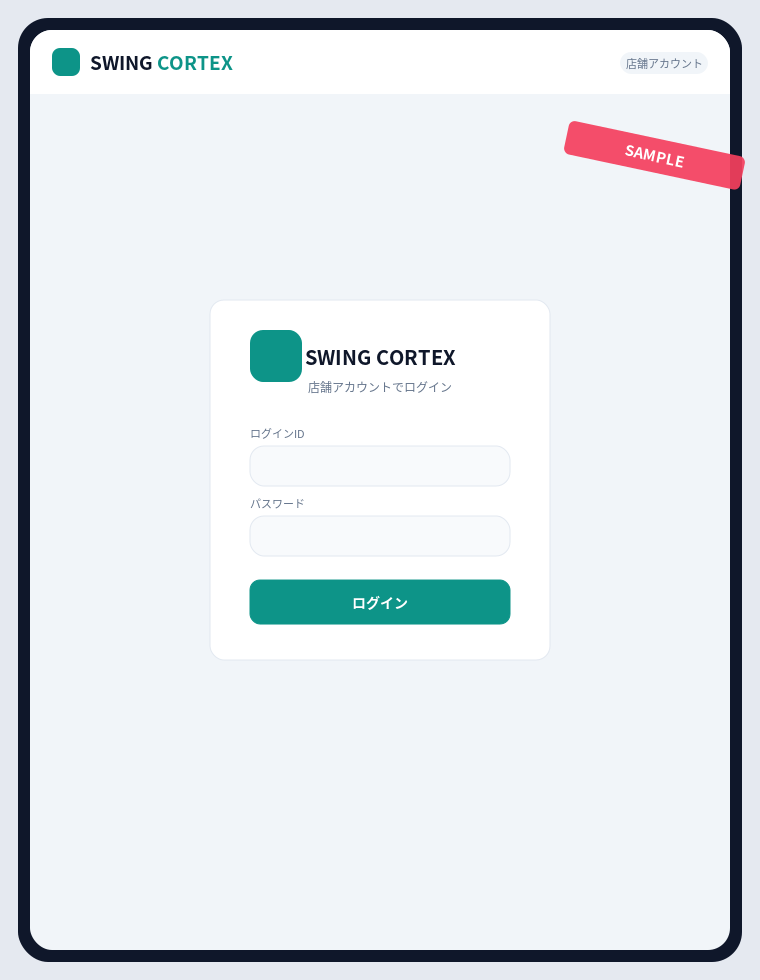 SWING CORTEX
店舗アカウント
SAMPLE
SWING CORTEX
店舗アカウントでログイン
ログインID
パスワード
ログイン